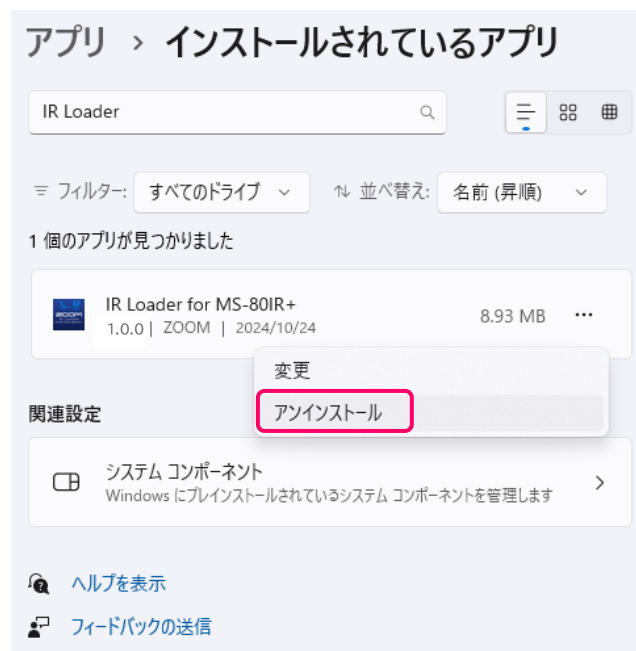 アプリ › インストールされているアプリ
IR Loader
フィルター: すべてのドライブ 並べ替え: 名前 (昇順)
1 個のアプリが見つかりました
ZOOM
IR Loader for MS-80IR+
8.93 MB
1.0.0 | ZOOM | 2024/10/24
変更
アンインストール
関連設定
システム コンポーネント
Windows にプレインストールされているシステム コンポーネントを管理します
ヘルプを表示
フィードバックの送信